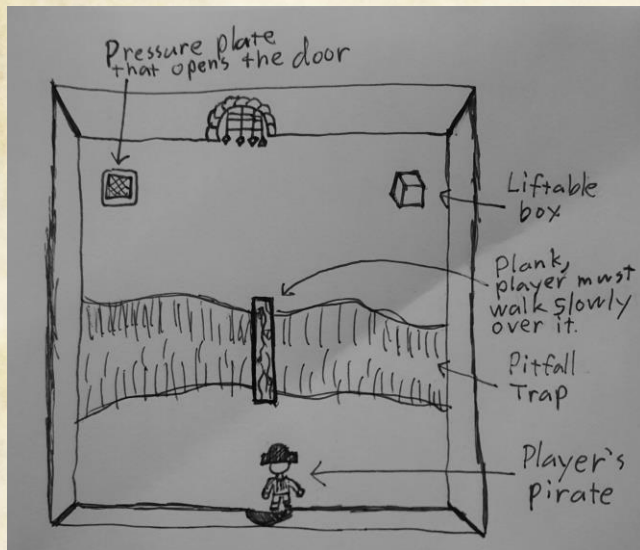 Pressure plate
that opens the door
Liftable
box
Plank,
player must
walk slowly
over it.
Pitfall
Trap
Player's
pirate